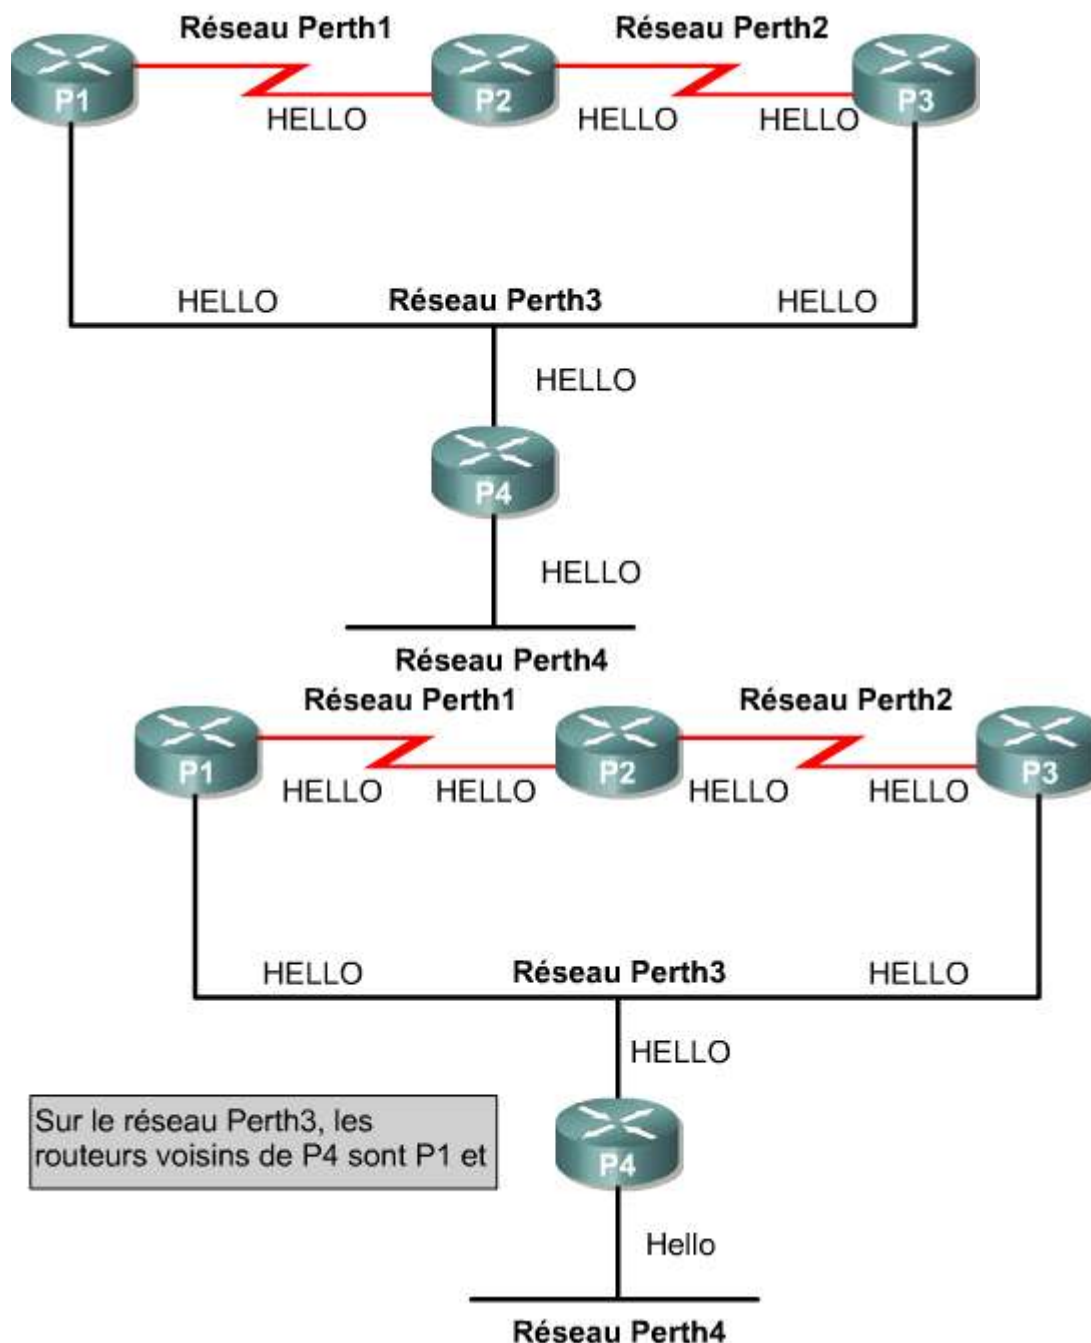 Réseau Perth1
Réseau Perth2
P1
P2
P3
HELLO
HELLO
HELLO
HELLO
Réseau Perth3
HELLO
HELLO
P4
HELLO
Réseau Perth4
Réseau Perth1
Réseau Perth2
P1
P2
P3
HELLO
HELLO
HELLO
HELLO
HELLO
Réseau Perth3
HELLO
HELLO
Sur le réseau Perth3, les
routeurs voisins de P4 sont P1 et
P4
Hello
Réseau Perth4